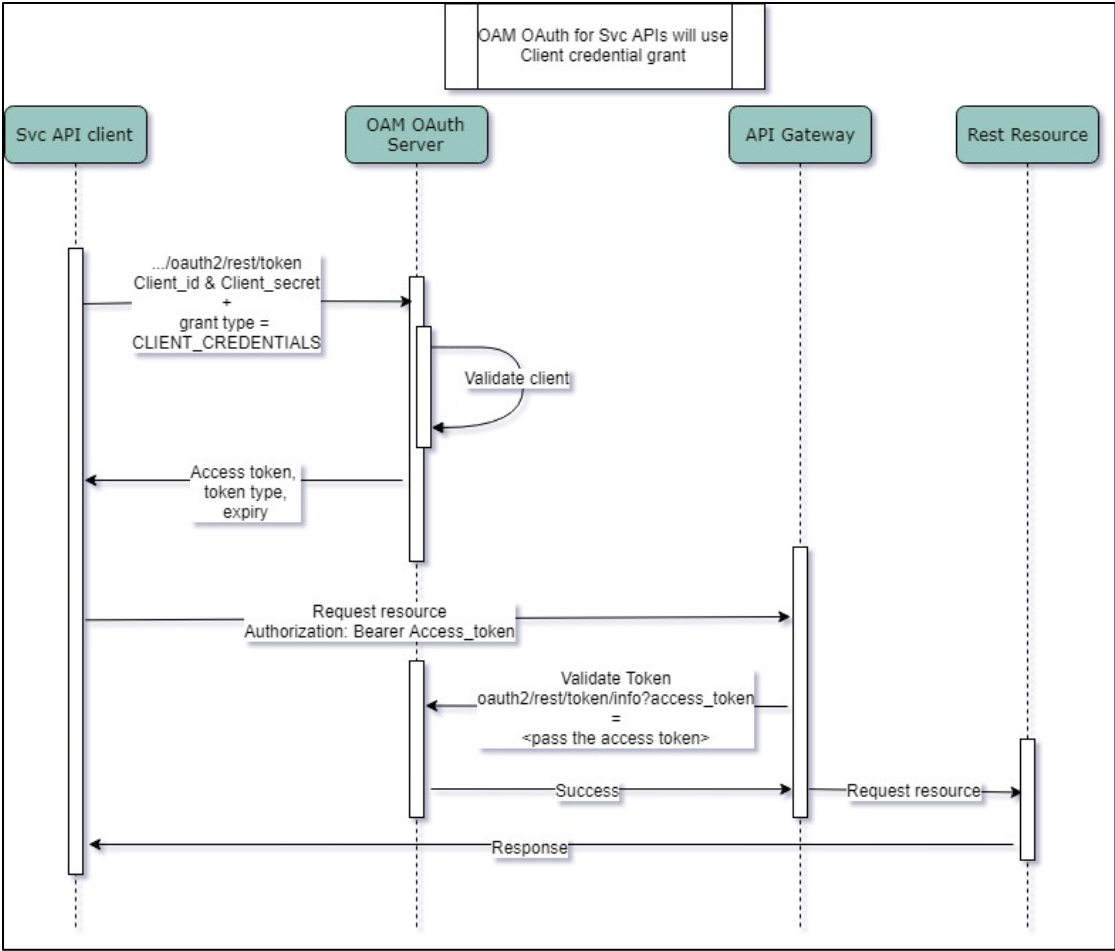 OAM OAuth for Svc APIs will use
Client credential grant
Svc API client
OAM OAuth
Server
API Gateway
Rest Resource
.../oauth2/rest/token
Client_id & Client_secret
+
grant type =
CLIENT_CREDENTIALS
Validate client
Access token,
token type,
expiry
Request resource
Authorization: Bearer Access_token
Validate Token
oauth2/rest/token/info?access_token
=
<pass the access token>
Success
Request resource
Response